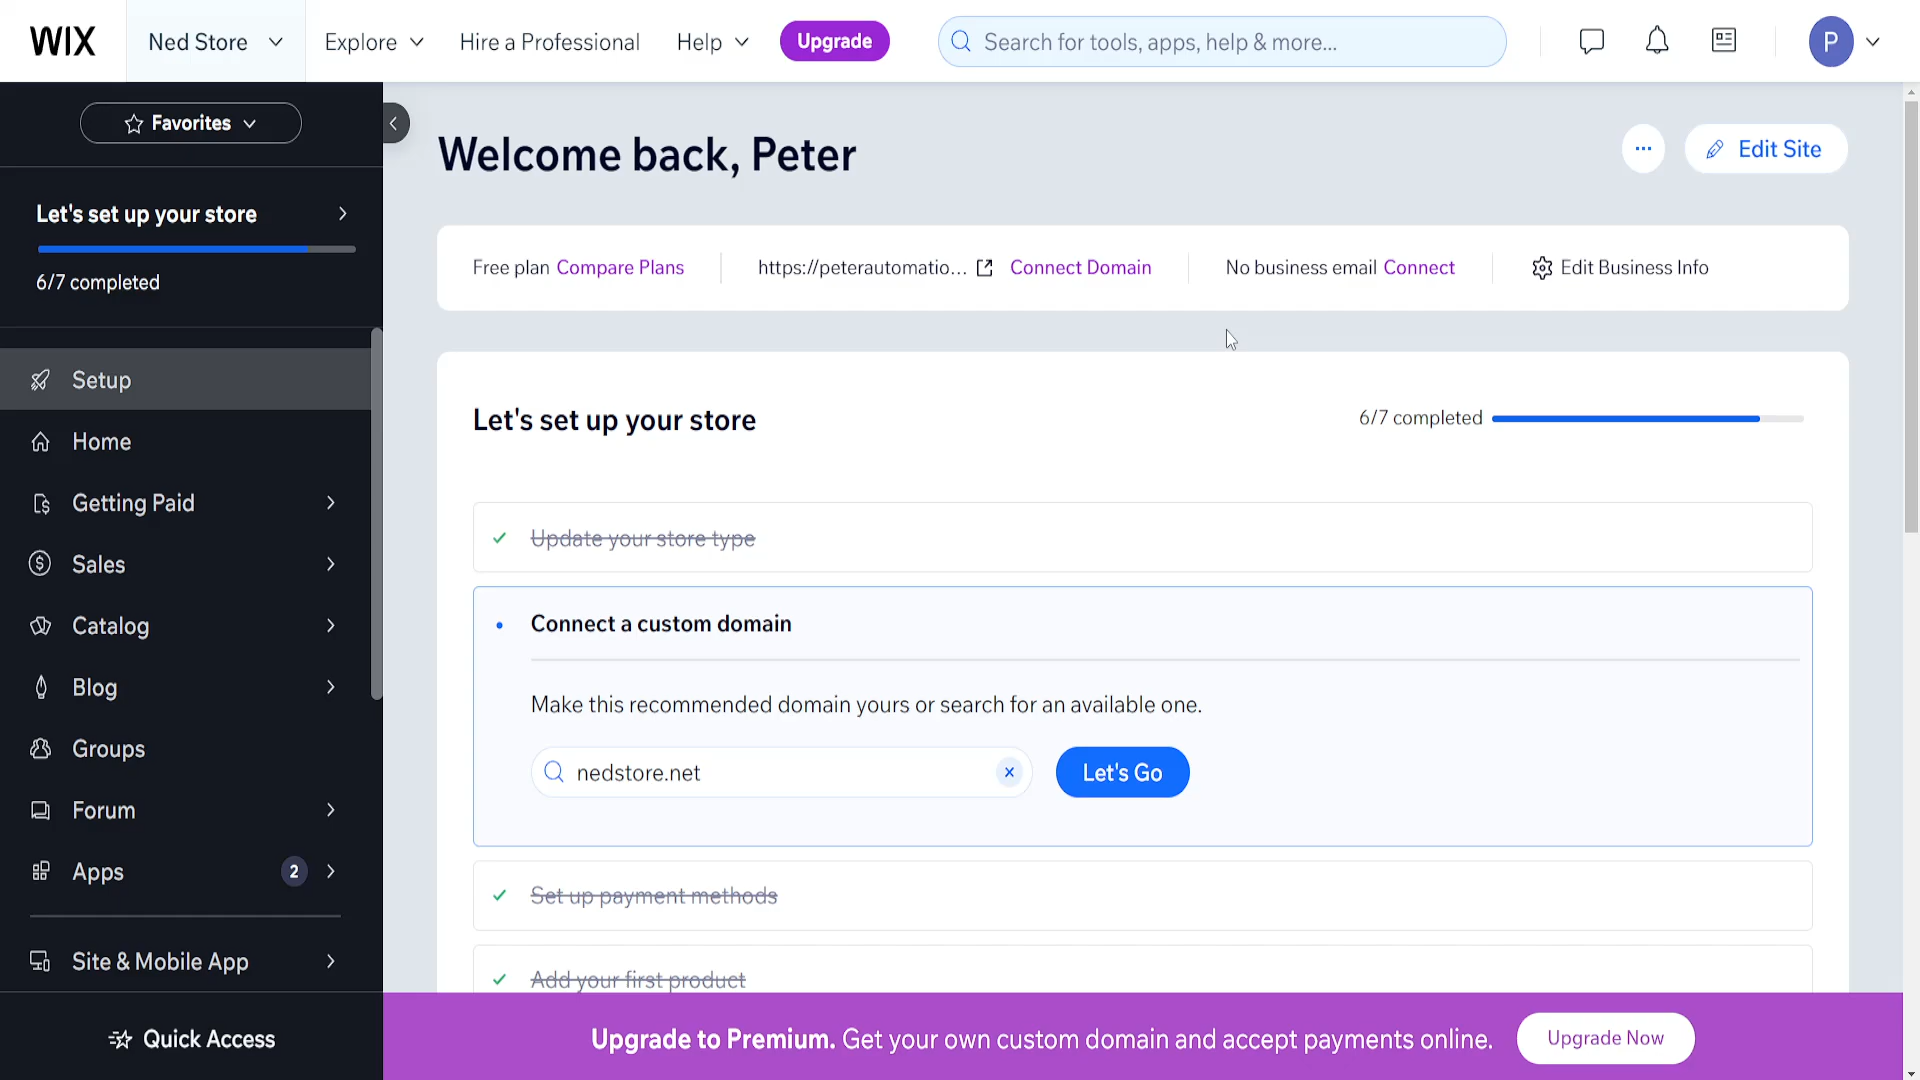 WIX
Ned Store
Explore
Hire a Professional
Help
Upgrade
Search for tools, apps, help & more...
P
Favorites
Let's set up your store
6/7 completed
Setup
Home
Getting Paid
Sales
Catalog
Blog
Groups
Forum
Apps
2
Site & Mobile App
Quick Access
Welcome back, Peter
Edit Site
Free plan Compare Plans
https://peterautomatio... Connect Domain
No business email Connect
Edit Business Info
Let's set up your store
6/7 completed
Update your store type
Connect a custom domain
Make this recommended domain yours or search for an available one.
nedstore.net
Let's Go
Set up payment methods
Add your first product
Upgrade to Premium. Get your own custom domain and accept payments online.
Upgrade Now